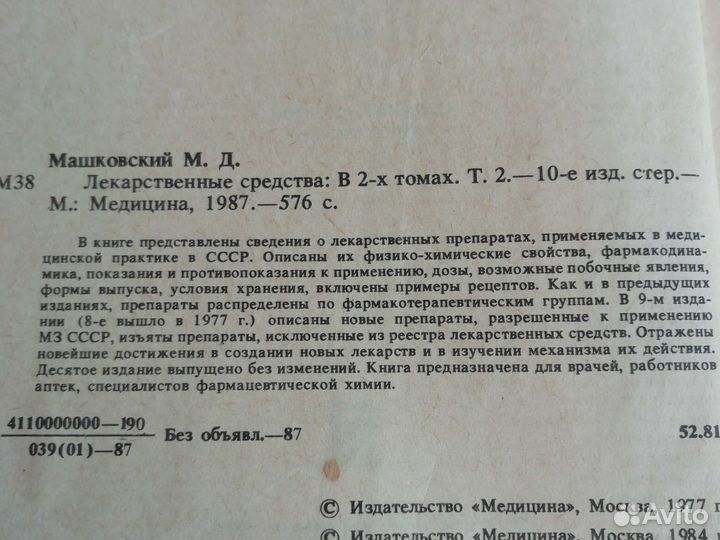 Машковский М. Д.
М38 Лекарственные средства: В 2-х томах. Т. 2.—10-е изд. стер.—
М.: Медицина, 1987.—576 с.
В книге представлены сведения о лекарственных препаратах, применяемых в меди-
цинской практике в СССР. Описаны их физико-химические свойства, фармакодина-
мика, показания и противопоказания к применению, дозы, возможные побочные явления,
формы выпуска, условия хранения, включены примеры рецептов. Как и в предыдущих
изданиях, препараты распределены по фармакотерапевтическим группам. В 9-м изда-
нии (8-е вышло в 1977 г.) описаны новые препараты, разрешенные к применению
МЗ СССР, изъяты препараты, исключенные из реестра лекарственных средств. Отражены
новейшие достижения в создании новых лекарств и в изучении механизма их действия.
Десятое издание выпущено без изменений. Книга предназначена для врачей, работников
аптек, специалистов фармацевтической химии.
4110000000—190
039(01)—87
Без объявл.—87
52.81
© Издательство «Медицина», Москва, 1977 г
© Издательство «Медицина», Москва, 1984
Avito